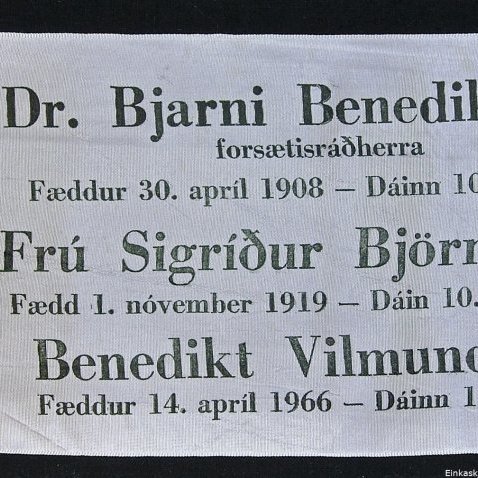 Dr. Bjarni Benedik
forsætisráðherra
Fæddur 30. apríl 1908 – Dáinn 10
Frú Sigríður Björn
Fædd 1. nóvember 1919 – Dáin 10.
Benedikt Vilmund
Fæddur 14. apríl 1966 – Dáinn 1
Einkask